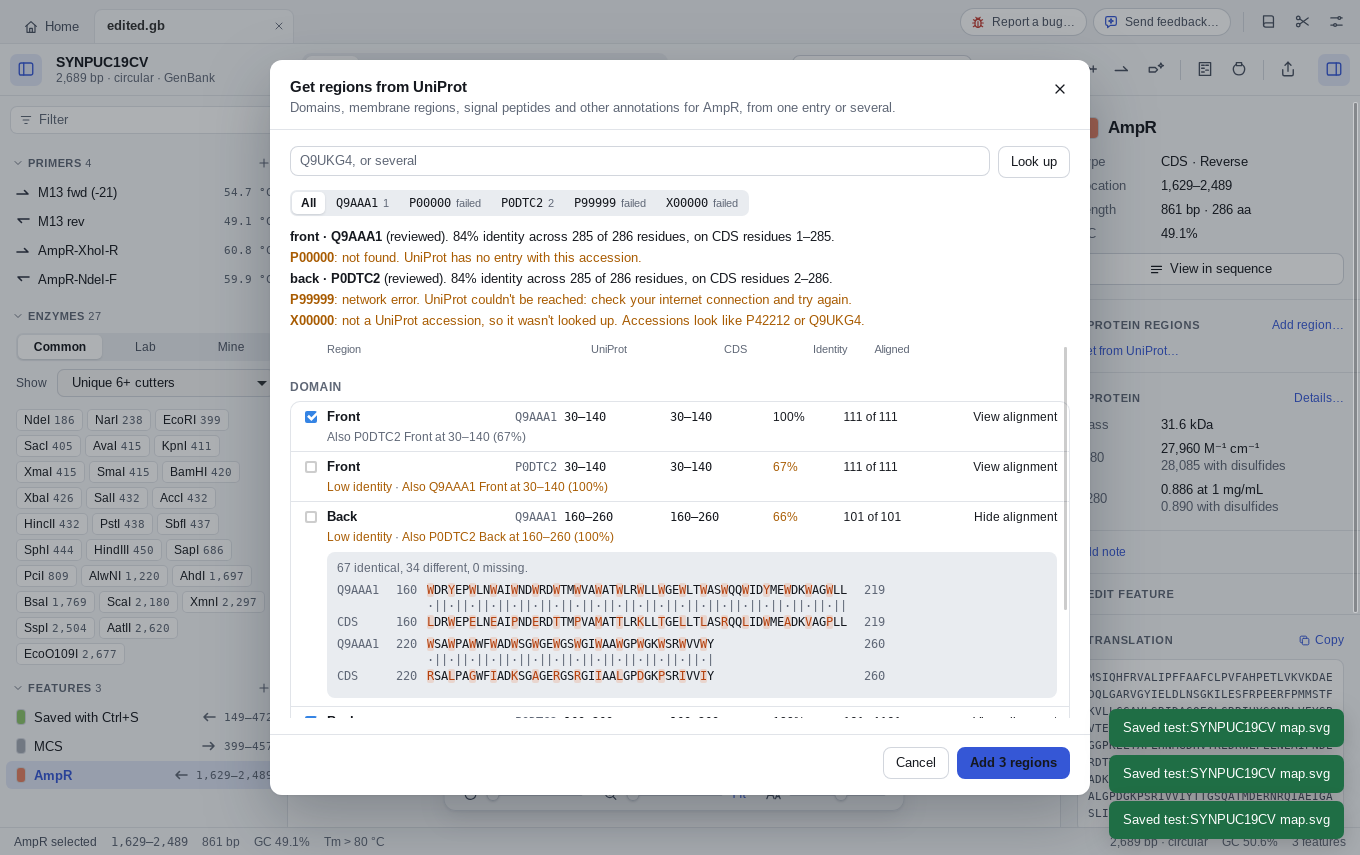 Home
edited.gb
Report a bug…
Send feedback…
SYNPUC19CV
2,689 bp · circular · GenBank
Filter
PRIMERS 4
M13 fwd (-21) 54.7 °C
M13 rev 49.1 °C
AmpR-XhoI-R 60.8 °C
AmpR-NdeI-F 59.9 °C
ENZYMES 27
Common Lab Mine
Show Unique 6+ cutters
NdeI 186 NarI 238 EcoRI 399
SacI 405 AvaI 415 KpnI 411
XmaI 415 SmaI 415 BamHI 420
XbaI 426 SalI 432 AccI 432
HincII 432 PstI 438 SbfI 437
SphI 444 HindIII 450 SapI 686
PciI 809 AlwNI 1,220 AhdI 1,697
BsaI 1,769 ScaI 2,180 XmnI 2,297
SspI 2,504 AatII 2,620
EcoO109I 2,677
FEATURES 3
Saved with Ctrl+S 149–472
MCS 399–457
AmpR 1,629–2,489
Get regions from UniProt
Domains, membrane regions, signal peptides and other annotations for AmpR, from one entry or several.
Q9UKG4, or several
Look up
All Q9AAA1 1 P00000 failed P0DTC2 2 P99999 failed X00000 failed
front · Q9AAA1 (reviewed). 84% identity across 285 of 286 residues, on CDS residues 1–285.
P00000: not found. UniProt has no entry with this accession.
back · P0DTC2 (reviewed). 84% identity across 285 of 286 residues, on CDS residues 2–286.
P99999: network error. UniProt couldn't be reached: check your internet connection and try again.
X00000: not a UniProt accession, so it wasn't looked up. Accessions look like P42212 or Q9UKG4.
Region UniProt CDS Identity Aligned
DOMAIN
Front Q9AAA1 30–140 30–140 100% 111 of 111 View alignment
Also P0DTC2 Front at 30–140 (67%)
Front P0DTC2 30–140 30–140 67% 111 of 111 View alignment
Low identity · Also Q9AAA1 Front at 30–140 (100%)
Back Q9AAA1 160–260 160–260 66% 101 of 101 Hide alignment
Low identity · Also P0DTC2 Back at 160–260 (100%)
67 identical, 34 different, 0 missing.
Q9AAA1 160 WDRYEPWLNWAIWNDWRDWTMWVAWATWLRWLLWGEWLTWASWQQWIDYMEWDKWAGWLL 219
·||·||·||·||·||·||·||·||·||·||·||·||·||·||·||·||·||·||·||·||
CDS 160 LDRWEPELNEAIPNDERDTTMPVAMATTLRKLLTGELLTLASRQQLIDWMEADKVAGPLL 219
Q9AAA1 220 WSAWPAWWFWADWSGWGEWGSWGIWAAWGPWGKWSRWVVWY 260
·||·||·||·||·||·||·||·||·||·||·||·||·||·|
CDS 220 RSALPAGWFIADKSGAGERGSRGIIAALGPDGKPSRIVVIY 260
Cancel
Add 3 regions
AmpR
CDS · Reverse
1,629–2,489
861 bp · 286 aa
49.1%
View in sequence
PROTEIN REGIONS Add region…
from UniProt…
PROTEIN Details…
31.6 kDa
27,960 M⁻¹ cm⁻¹
28,085 with disulfides
0.886 at 1 mg/mL
0.890 with disulfides
note
EDIT FEATURE
TRANSLATION Copy
MSIQHFRVALIPFFAAFCLPVFAHPETLVKVKDAE
DQLGARVGYIELDLNSGKILESFRPEERFPMMSTF
Saved test:SYNPUC19CV map.svg
Saved test:SYNPUC19CV map.svg
Saved test:SYNPUC19CV map.svg
AmpR selected 1,629–2,489 861 bp GC 49.1% Tm > 80 °C
2,689 bp · circular GC 50.6% 3 features